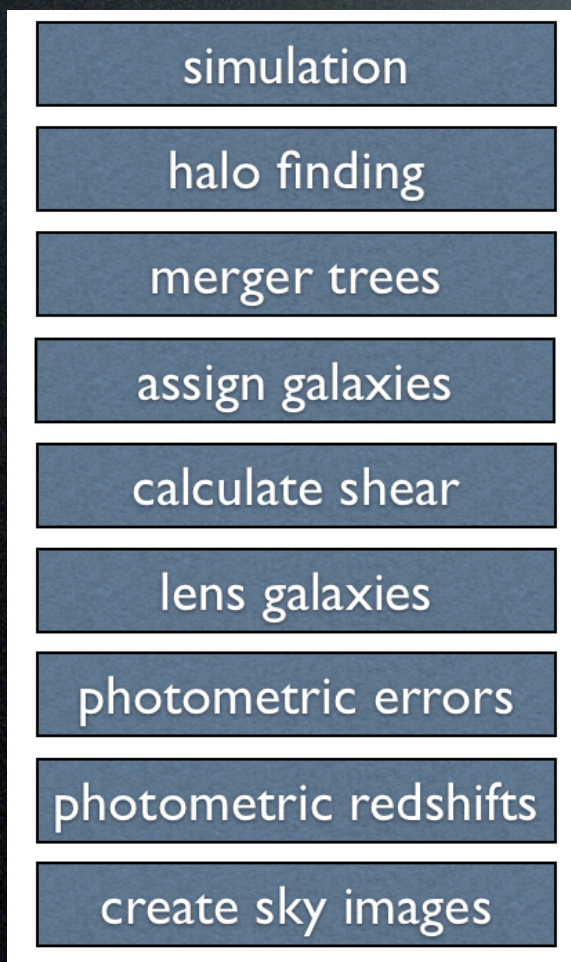 simulation
halo finding
merger trees
assign galaxies
calculate shear
lens galaxies
photometric errors
photometric redshifts
create sky images